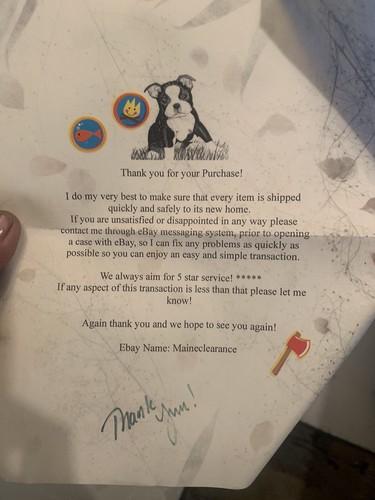 Thank you for your Purchase!
I do my very best to make sure that every item is shipped
quickly and safely to its new home.
If you are unsatisfied or disappointed in any way please
contact me through eBay messaging system, prior to opening
a case with eBay, so I can fix any problems as quickly as
possible so you can enjoy an easy and simple transaction.
We always aim for 5 star service! *****
If any aspect of this transaction is less than that please let me
know!
Again thank you and we hope to see you again!
Ebay Name: Maineclearance
Thank you!